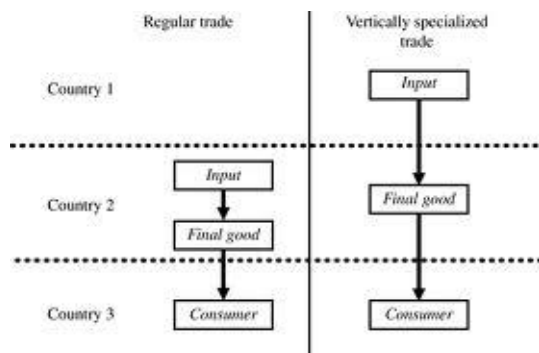 Regular trade
Vertically specialized
trade
Country 1
Input
Input
Country 2
Final good
Final good
Country 3
Consumer
Consumer